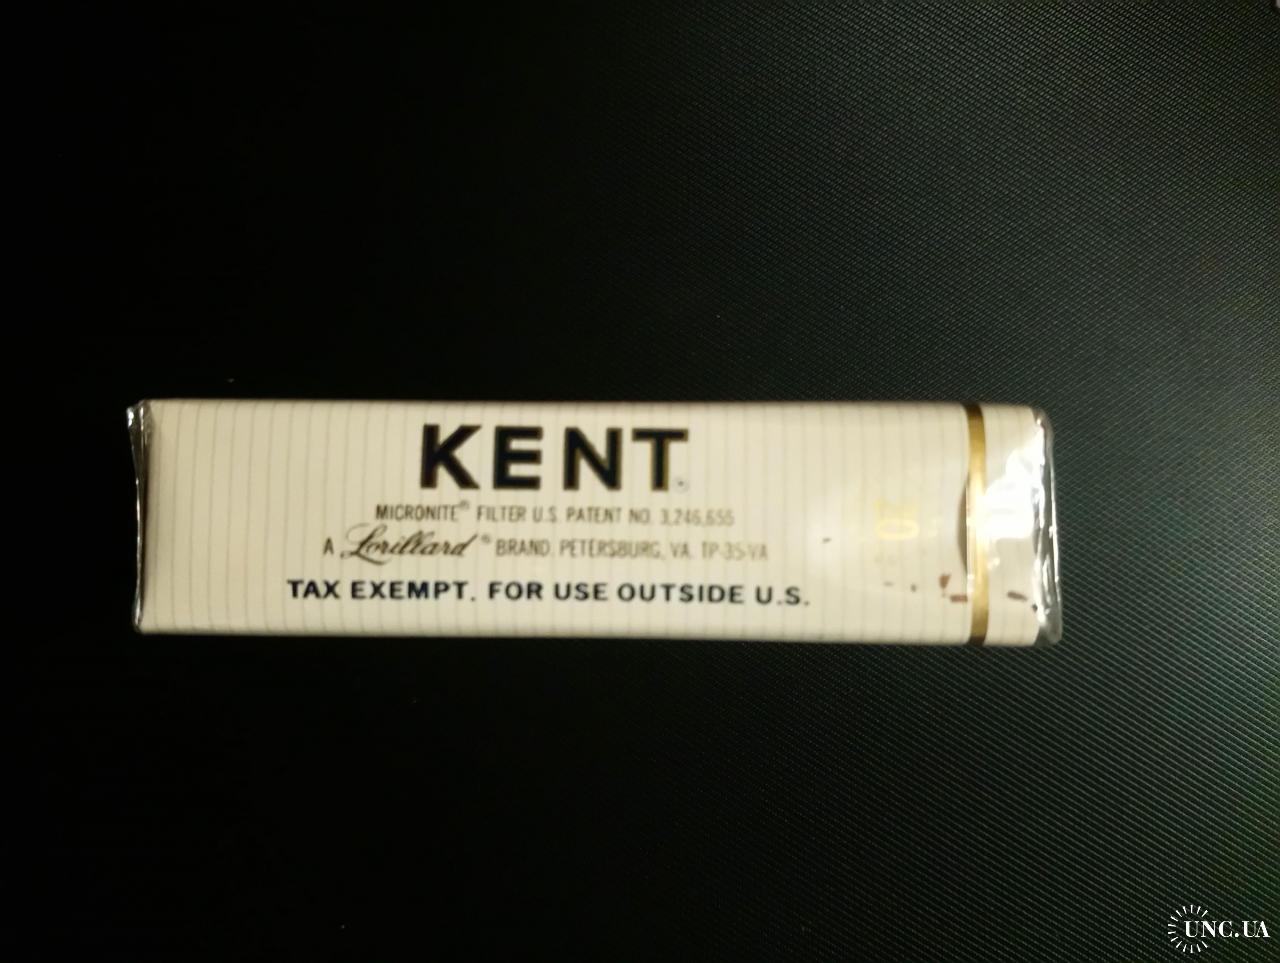 KENT®
MICRONITE® FILTER U.S. PATENT NO. 3,246,655
A Lorillard® BRAND, PETERSBURG, VA. TP-35-VA
TAX EXEMPT. FOR USE OUTSIDE U.S.
20
UNC.UA